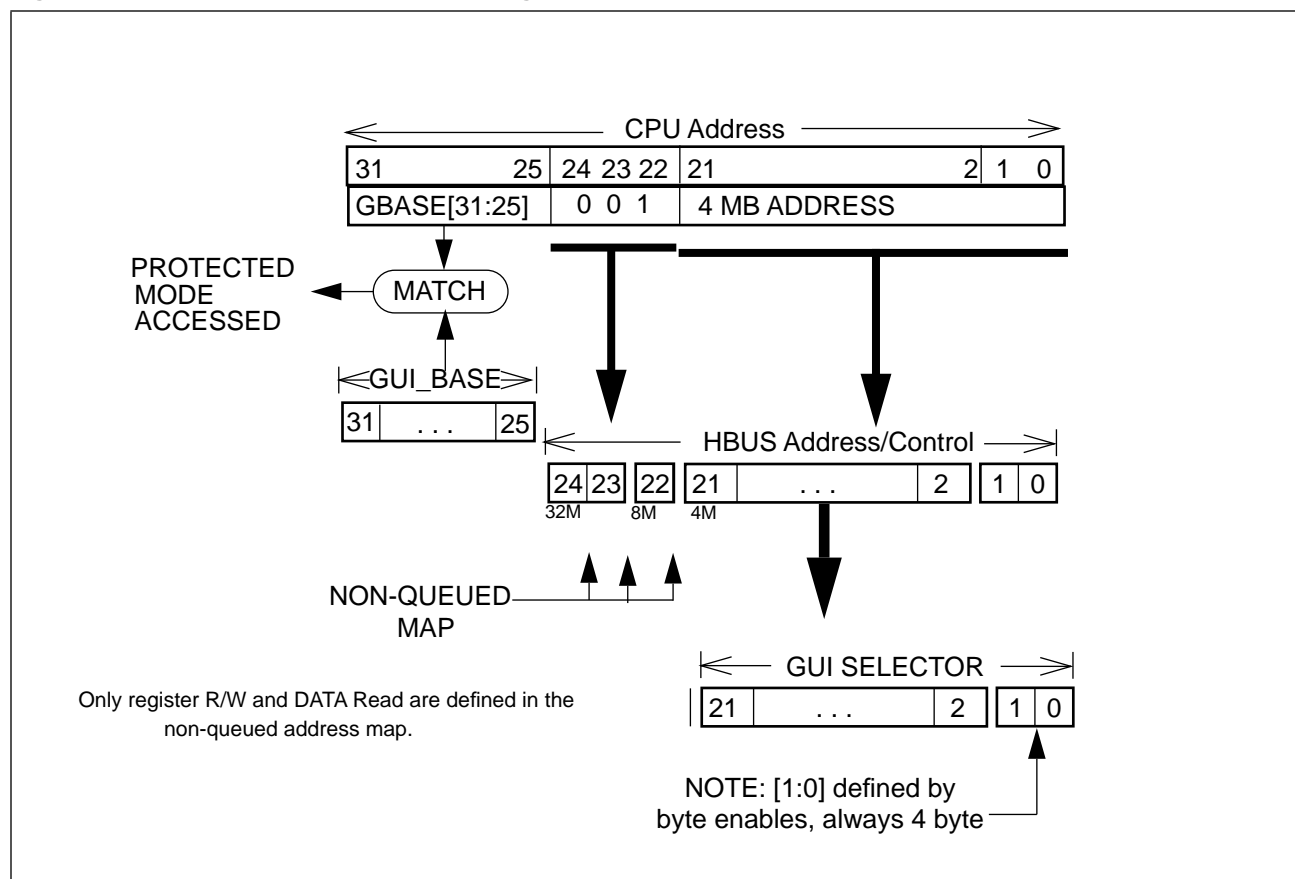 CPU Address
31 25 24 23 22 21 2 1 0
GBASE[31:25] 0 0 1 4 MB ADDRESS
PROTECTED
MODE
ACCESSED
MATCH
GUI_BASE
31 . . . 25
HBUS Address/Control
24 23 22 21 . . . 2 1 0
32M 8M 4M
NON-QUEUED
MAP
GUI SELECTOR
21 . . . 2 1 0
Only register R/W and DATA Read are defined in the
non-queued address map.
NOTE: [1:0] defined by
byte enables, always 4 byte